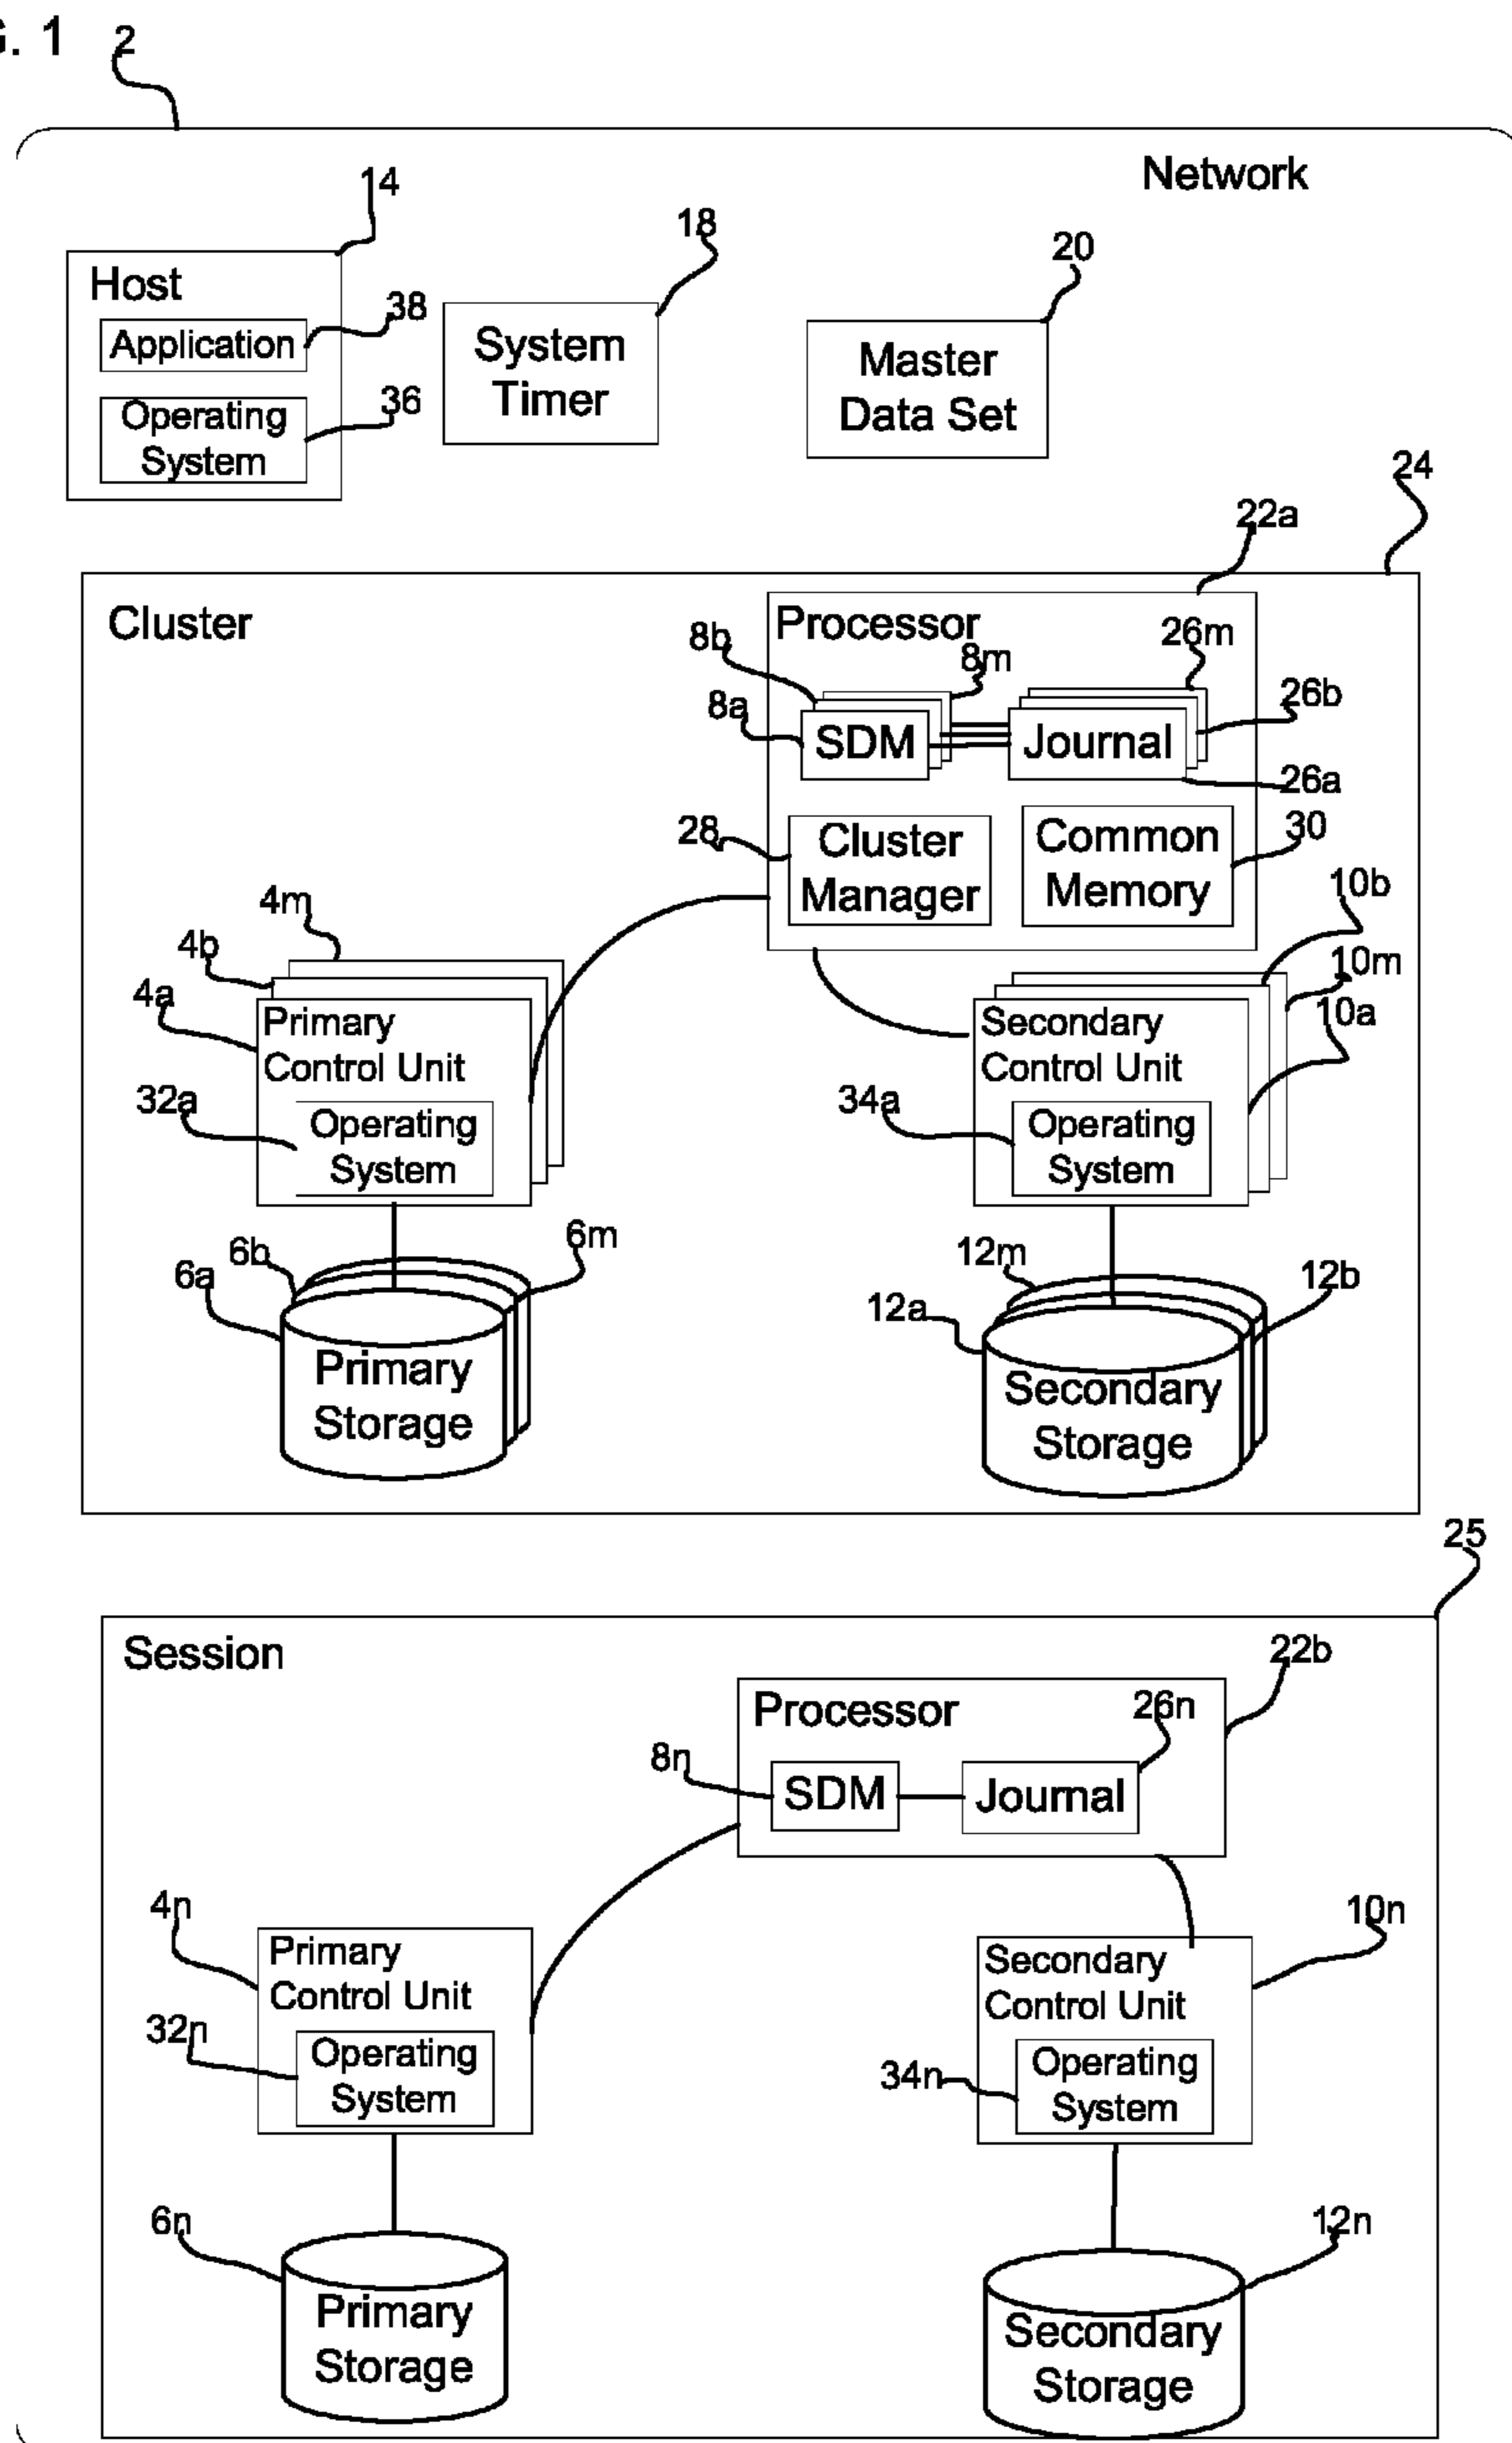 G. 1
2
Network
14
18
20
Host
38
Application
System
Timer
Master
Data Set
36
Operating
System
24
22a
Cluster
Processor
8b
8m
26m
8a
26b
SDM
Journal
26a
28
Cluster
Manager
Common
Memory
30
10b
4m
4b
10m
4a
10a
Primary
Control Unit
Secondary
Control Unit
32a
34a
Operating
System
Operating
System
6m
6b
12m
6a
12b
12a
Primary
Storage
Secondary
Storage
25
Session
22b
Processor
26n
8n
SDM
Journal
4n
10n
Primary
Control Unit
Secondary
Control Unit
32n
Operating
System
34n
Operating
System
6n
12n
Primary
Storage
Secondary
Storage